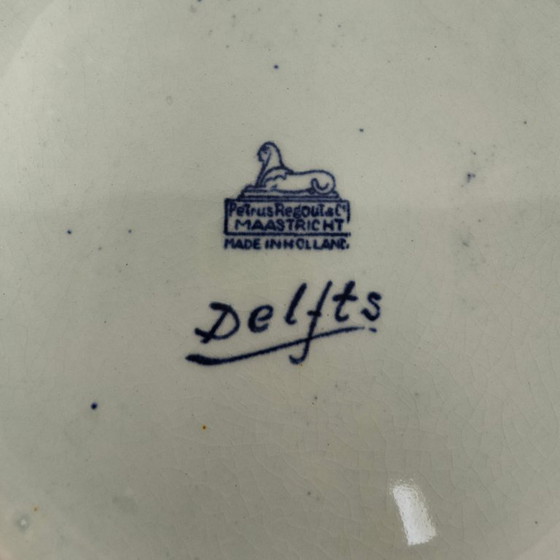 Petrus Regout & Co
MAASTRICHT
MADE IN HOLLAND.
Delfts